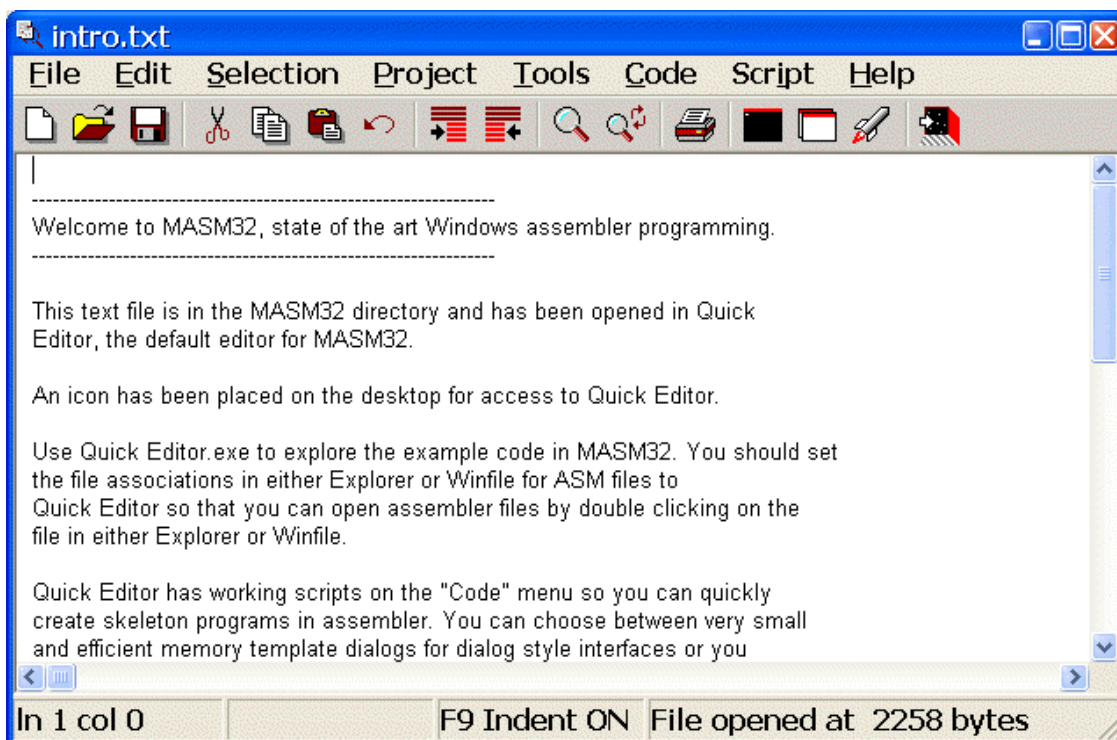 intro.txt
File Edit Selection Project Tools Code Script Help
-------------------------------------------------------------------
Welcome to MASM32, state of the art Windows assembler programming.
-------------------------------------------------------------------
This text file is in the MASM32 directory and has been opened in Quick
Editor, the default editor for MASM32.
An icon has been placed on the desktop for access to Quick Editor.
Use Quick Editor.exe to explore the example code in MASM32. You should set
the file associations in either Explorer or Winfile for ASM files to
Quick Editor so that you can open assembler files by double clicking on the
file in either Explorer or Winfile.
Quick Editor has working scripts on the "Code" menu so you can quickly
create skeleton programs in assembler. You can choose between very small
and efficient memory template dialogs for dialog style interfaces or you
ln 1 col 0 F9 Indent ON File opened at 2258 bytes